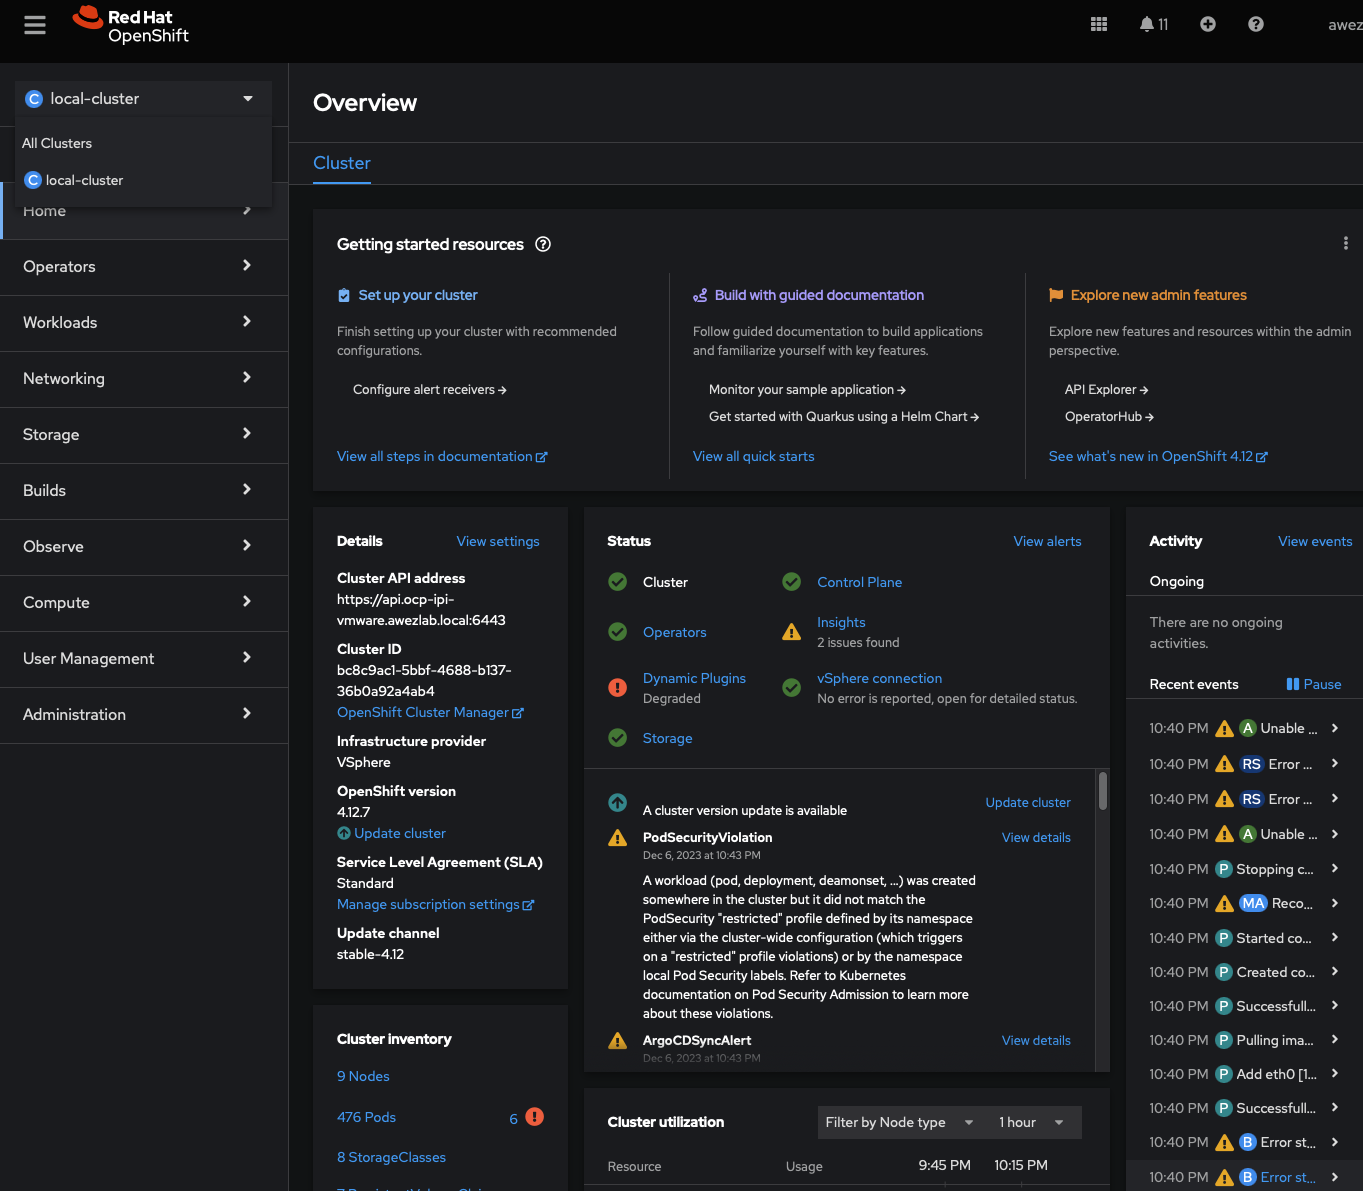 Red Hat
OpenShift
11
awez
C local-cluster
All Clusters
C local-cluster
Home
Operators
Workloads
Networking
Storage
Builds
Observe
Compute
User Management
Administration
Overview
Cluster
Getting started resources
Set up your cluster
Finish setting up your cluster with recommended
configurations.
Configure alert receivers →
View all steps in documentation
Build with guided documentation
Follow guided documentation to build applications
and familiarize yourself with key features.
Monitor your sample application →
Get started with Quarkus using a Helm Chart →
View all quick starts
Explore new admin features
Explore new features and resources within the admin
perspective.
API Explorer →
OperatorHub →
See what's new in OpenShift 4.12
Details
View settings
Cluster API address
https://api.ocp-ipi-
vmware.awezlab.local:6443
Cluster ID
bc8c9ac1-5bbf-4688-b137-
36b0a92a4ab4
OpenShift Cluster Manager
Infrastructure provider
VSphere
OpenShift version
4.12.7
Update cluster
Service Level Agreement (SLA)
Standard
Manage subscription settings
Update channel
stable-4.12
Cluster inventory
9 Nodes
476 Pods
6
8 StorageClasses
Status
View alerts
Cluster
Control Plane
Operators
Insights
2 issues found
Dynamic Plugins
Degraded
vSphere connection
No error is reported, open for detailed status.
Storage
A cluster version update is available
Update cluster
PodSecurityViolation
View details
Dec 6, 2023 at 10:43 PM
A workload (pod, deployment, deamonset, ...) was created
somewhere in the cluster but it did not match the
PodSecurity "restricted" profile defined by its namespace
either via the cluster-wide configuration (which triggers
on a "restricted" profile violations) or by the namespace
local Pod Security labels. Refer to Kubernetes
documentation on Pod Security Admission to learn more
about these violations.
ArgoCDSyncAlert
View details
Dec 6, 2023 at 10:43 PM
Cluster utilization
Filter by Node type
1 hour
Resource
Usage
9:45 PM
10:15 PM
Activity
View events
Ongoing
There are no ongoing
activities.
Recent events
Pause
10:40 PM A Unable ...
10:40 PM RS Error ...
10:40 PM RS Error ...
10:40 PM A Unable ...
10:40 PM P Stopping c...
10:40 PM MA Reco...
10:40 PM P Started co...
10:40 PM P Created co...
10:40 PM P Successfull...
10:40 PM P Pulling ima...
10:40 PM P Add eth0 [1...
10:40 PM P Successfull...
10:40 PM B Error st...
10:40 PM B Error st...